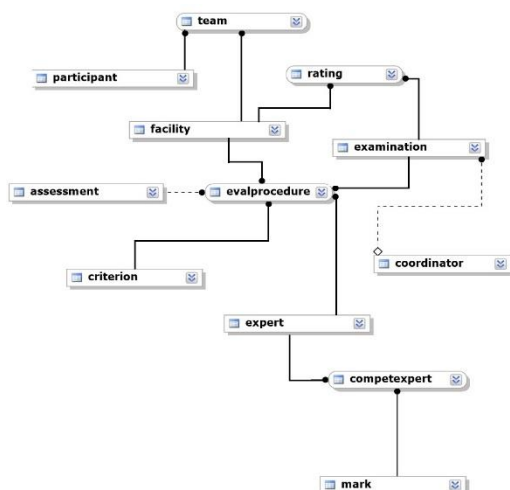 team
participant
rating
facility
examination
assessment
evalprocedure
criterion
coordinator
expert
competexpert
mark